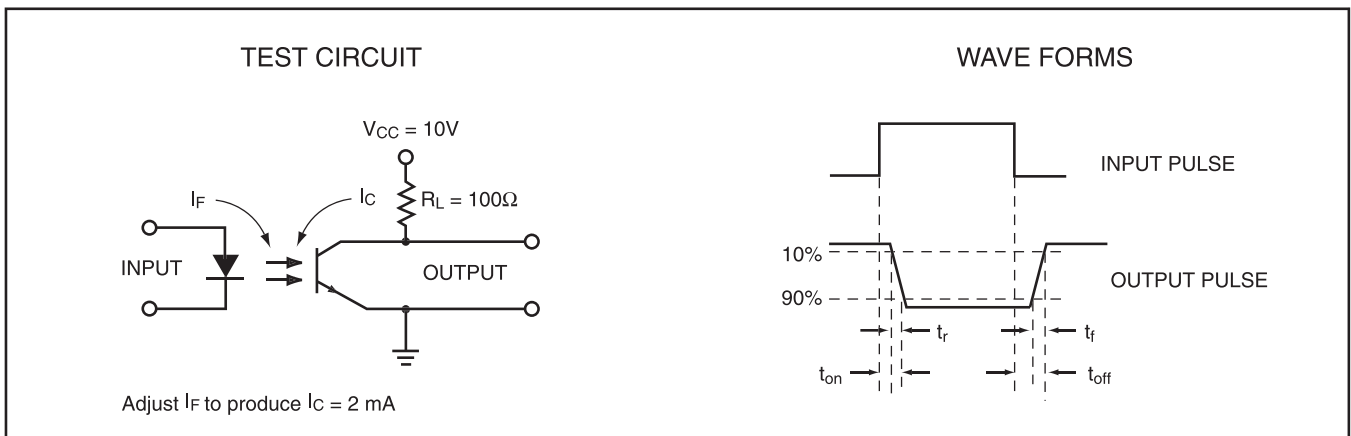 TEST CIRCUIT
WAVE FORMS
VCC = 10V
IF
IC
RL = 100Ω
INPUT
OUTPUT
Adjust IF to produce IC = 2 mA
INPUT PULSE
10%
90%
OUTPUT PULSE
tr
tf
ton
toff